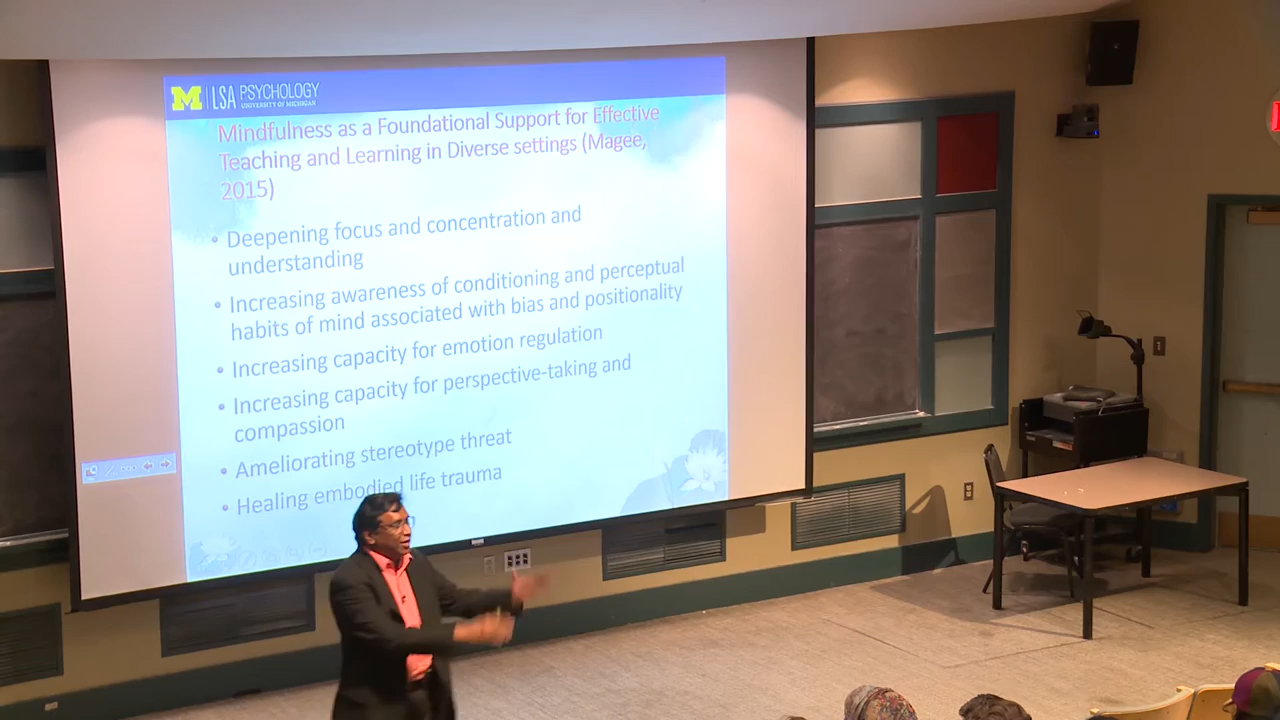 M LSA PSYCHOLOGY
UNIVERSITY OF MICHIGAN
Mindfulness as a Foundational Support for Effective
Teaching and Learning in Diverse settings (Magee,
2015)
• Deepening focus and concentration and
understanding
• Increasing awareness of conditioning and perceptual
habits of mind associated with bias and positionality
• Increasing capacity for emotion regulation
• Increasing capacity for perspective-taking and
compassion
• Ameliorating stereotype threat
• Healing embodied life trauma